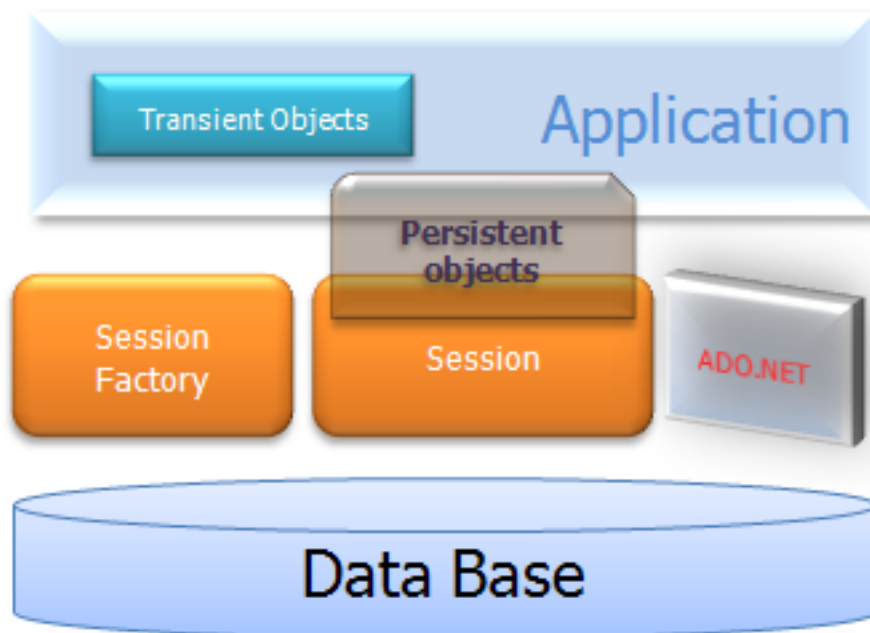 Transient Objects
Application
Persistent
objects
Session
Factory
Session
ADO.NET
Data Base